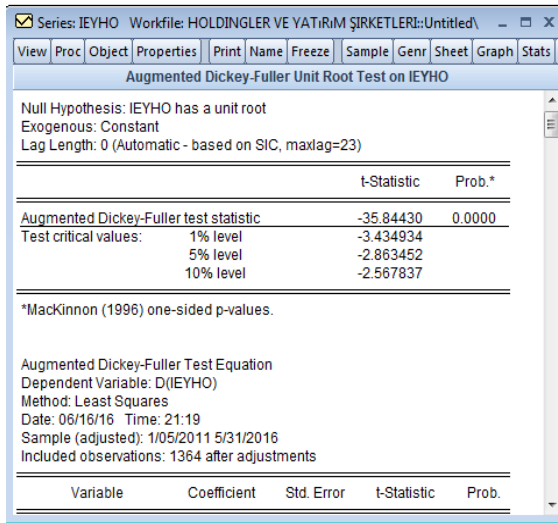 Series: IEYHO Workfile: HOLDINGLER VE YATıRıM ŞIRKETLERI::Untitled\
View Proc Object Properties Print Name Freeze Sample Genr Sheet Graph Stats
Augmented Dickey-Fuller Unit Root Test on IEYHO
Null Hypothesis: IEYHO has a unit root
Exogenous: Constant
Lag Length: 0 (Automatic - based on SIC, maxlag=23)
t-Statistic Prob.*
Augmented Dickey-Fuller test statistic -35.84430 0.0000
Test critical values: 1% level -3.434934
5% level -2.863452
10% level -2.567837
*MacKinnon (1996) one-sided p-values.
Augmented Dickey-Fuller Test Equation
Dependent Variable: D(IEYHO)
Method: Least Squares
Date: 06/16/16 Time: 21:19
Sample (adjusted): 1/05/2011 5/31/2016
Included observations: 1364 after adjustments
Variable Coefficient Std. Error t-Statistic Prob.